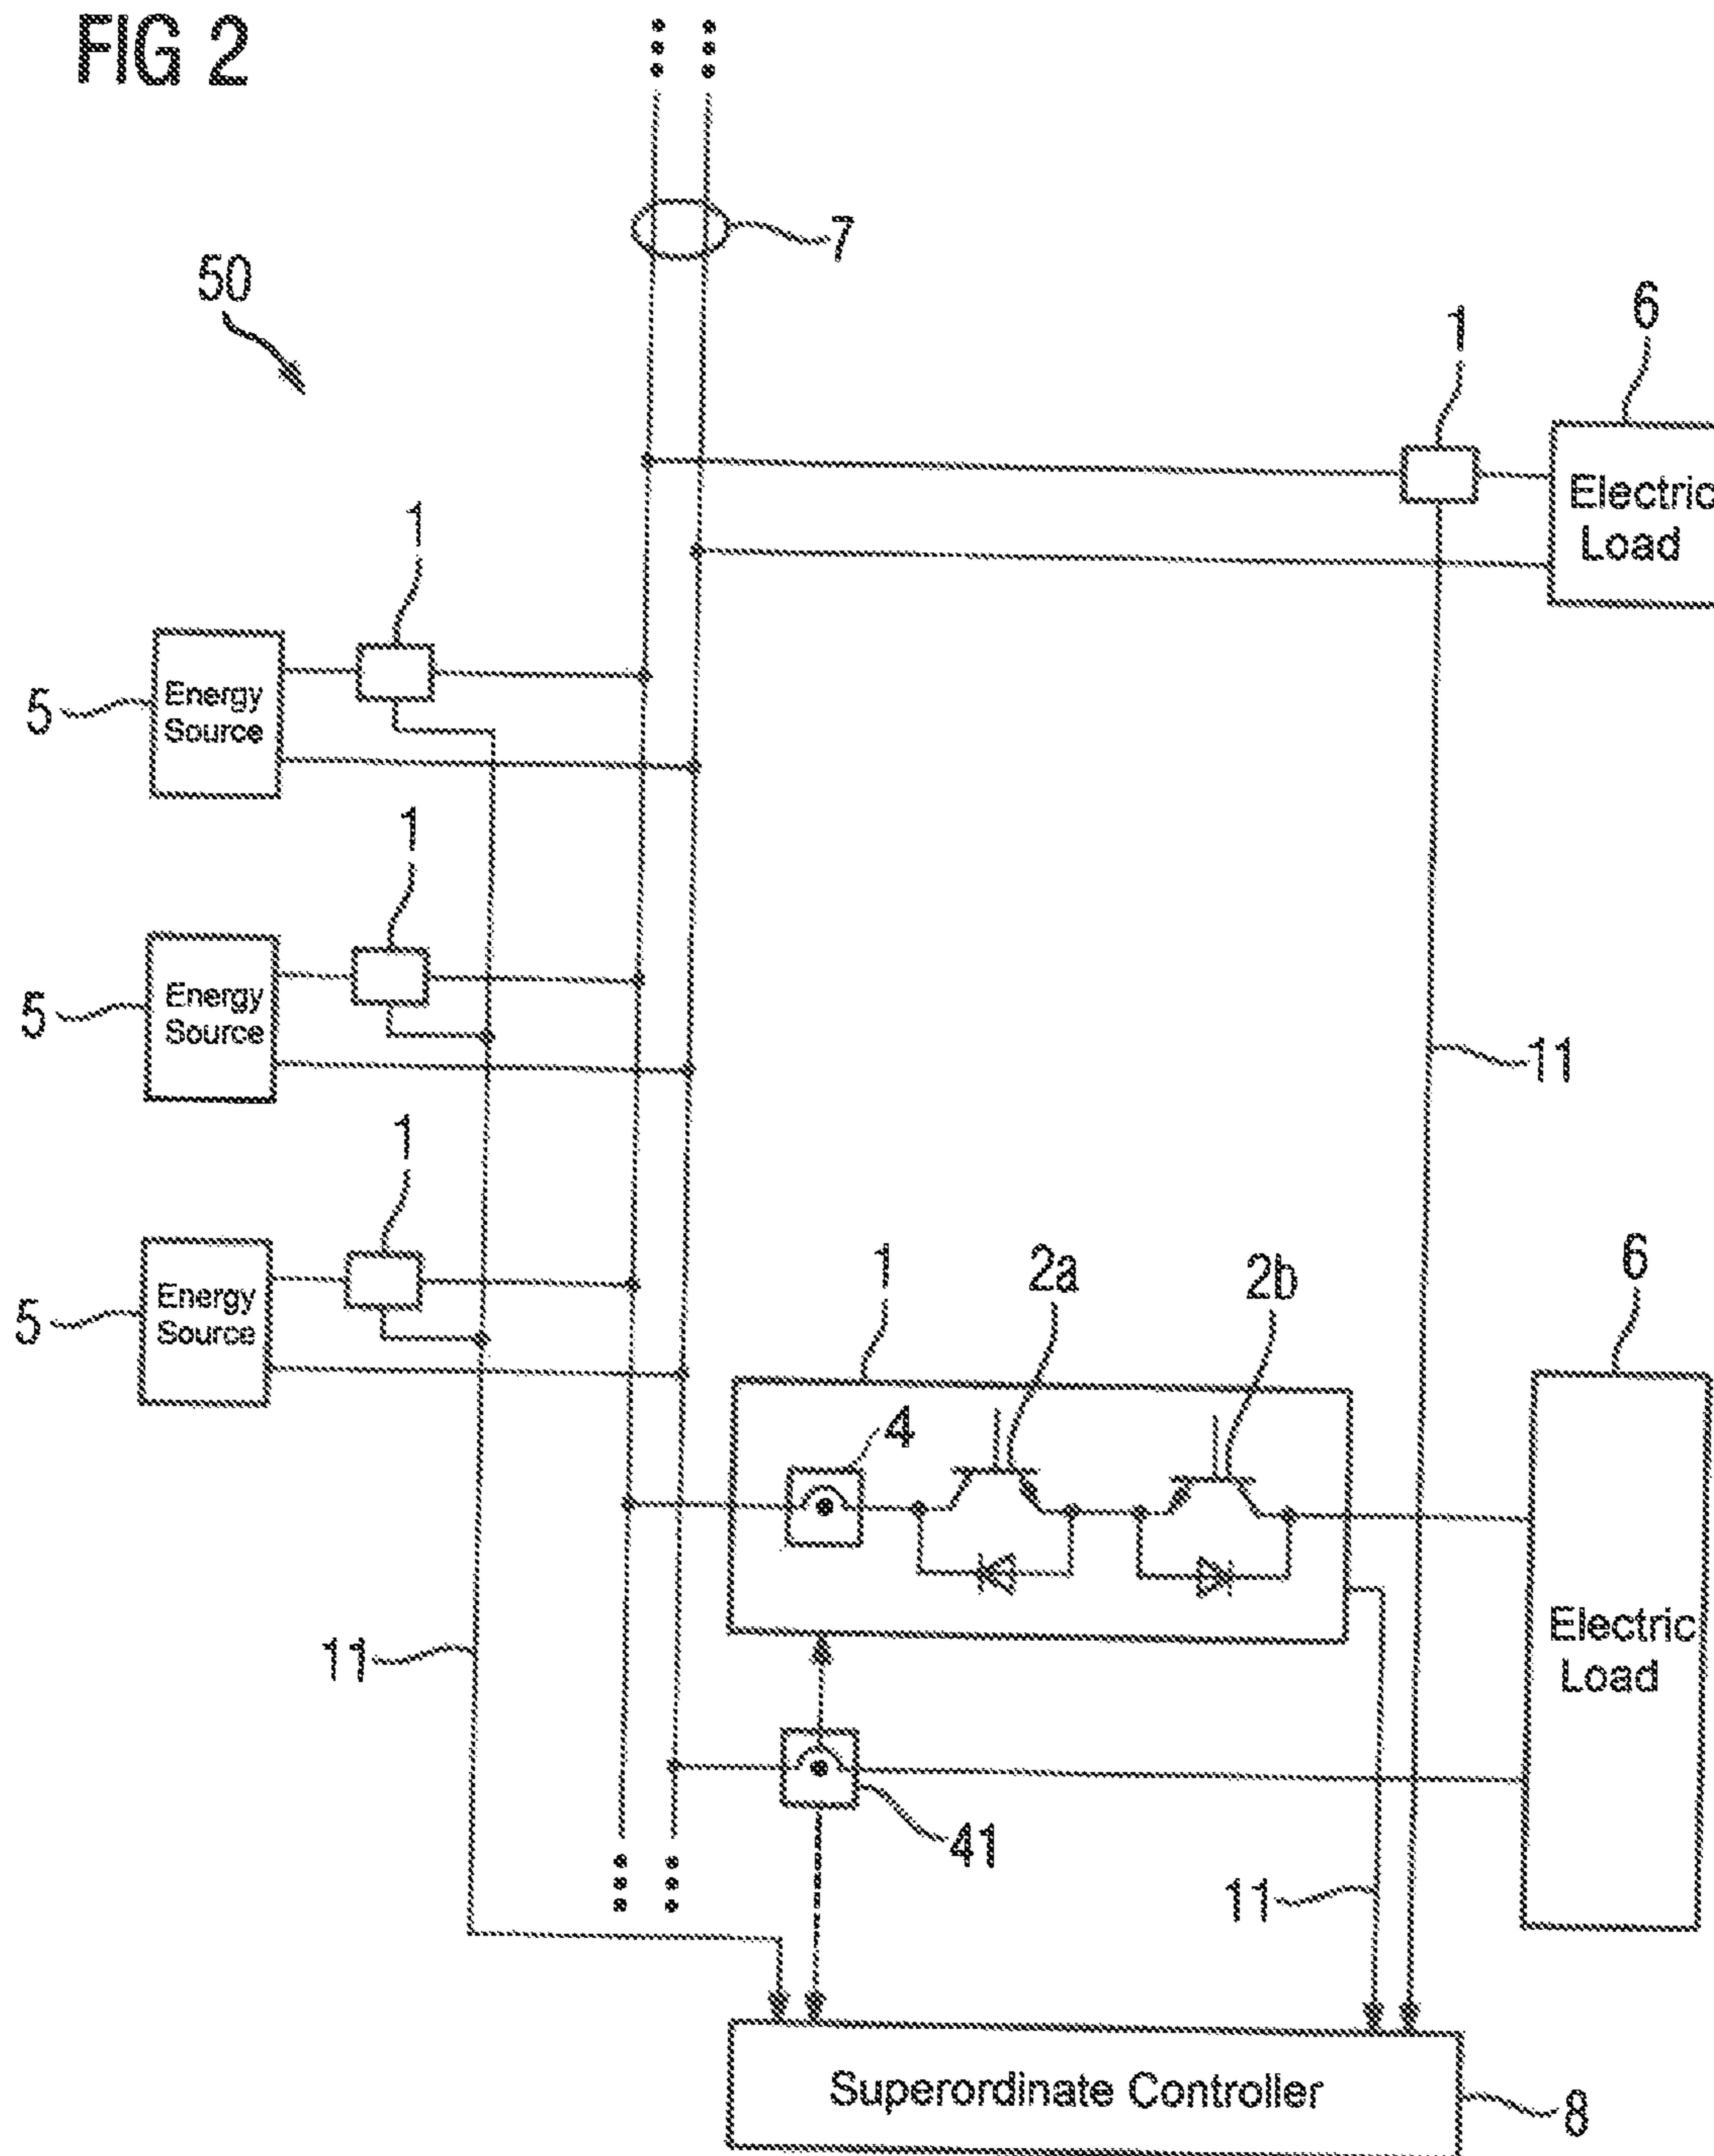 FIG 2
7
50
1
6
Electric
Load
1
5
Energy
Source
1
5
Energy
Source
11
1
5
Energy
Source
1
2a
2b
6
4
Electric
Load
11
41
11
Superordinate Controller
8